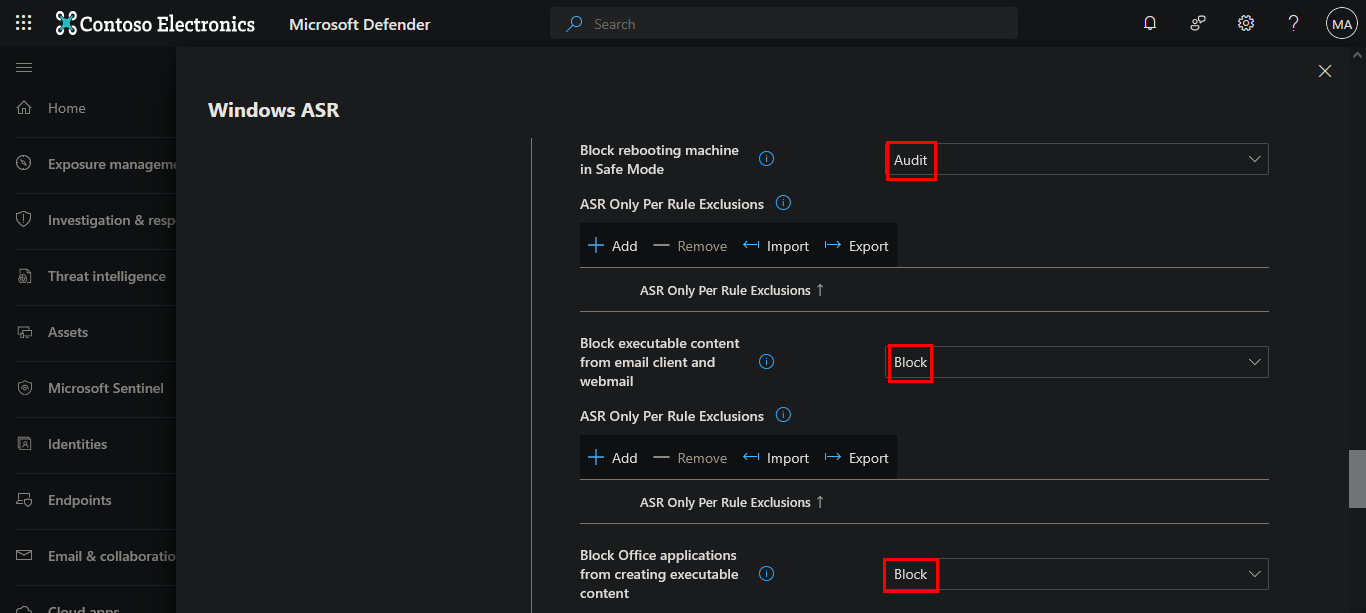 Contoso Electronics
Microsoft Defender
Search
?
MA
Home
Exposure manageme
Investigation & resp
Threat intelligence
Assets
Microsoft Sentinel
Identities
Endpoints
Email & collaboratio
Cloud apps
Windows ASR
Block rebooting machine
in Safe Mode
Audit
ASR Only Per Rule Exclusions
Add Remove Import Export
ASR Only Per Rule Exclusions ↑
Block executable content
from email client and
webmail
Block
ASR Only Per Rule Exclusions
Add Remove Import Export
ASR Only Per Rule Exclusions ↑
Block Office applications
from creating executable
content
Block